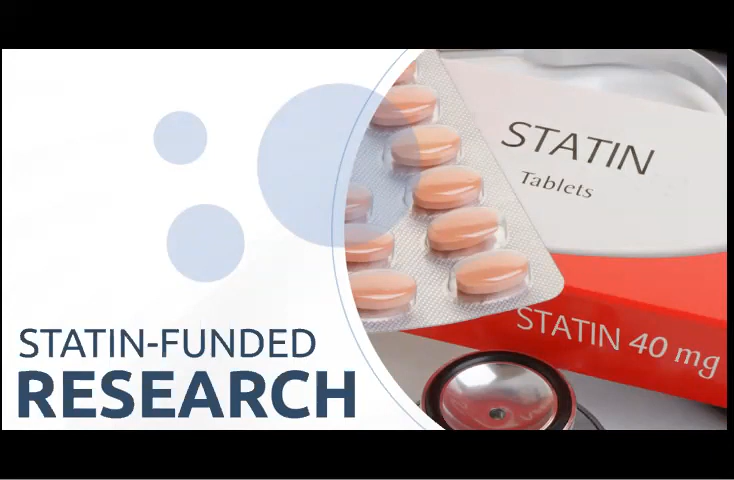 STATIN
Tablets
STATIN 40 mg
STATIN-FUNDED
RESEARCH